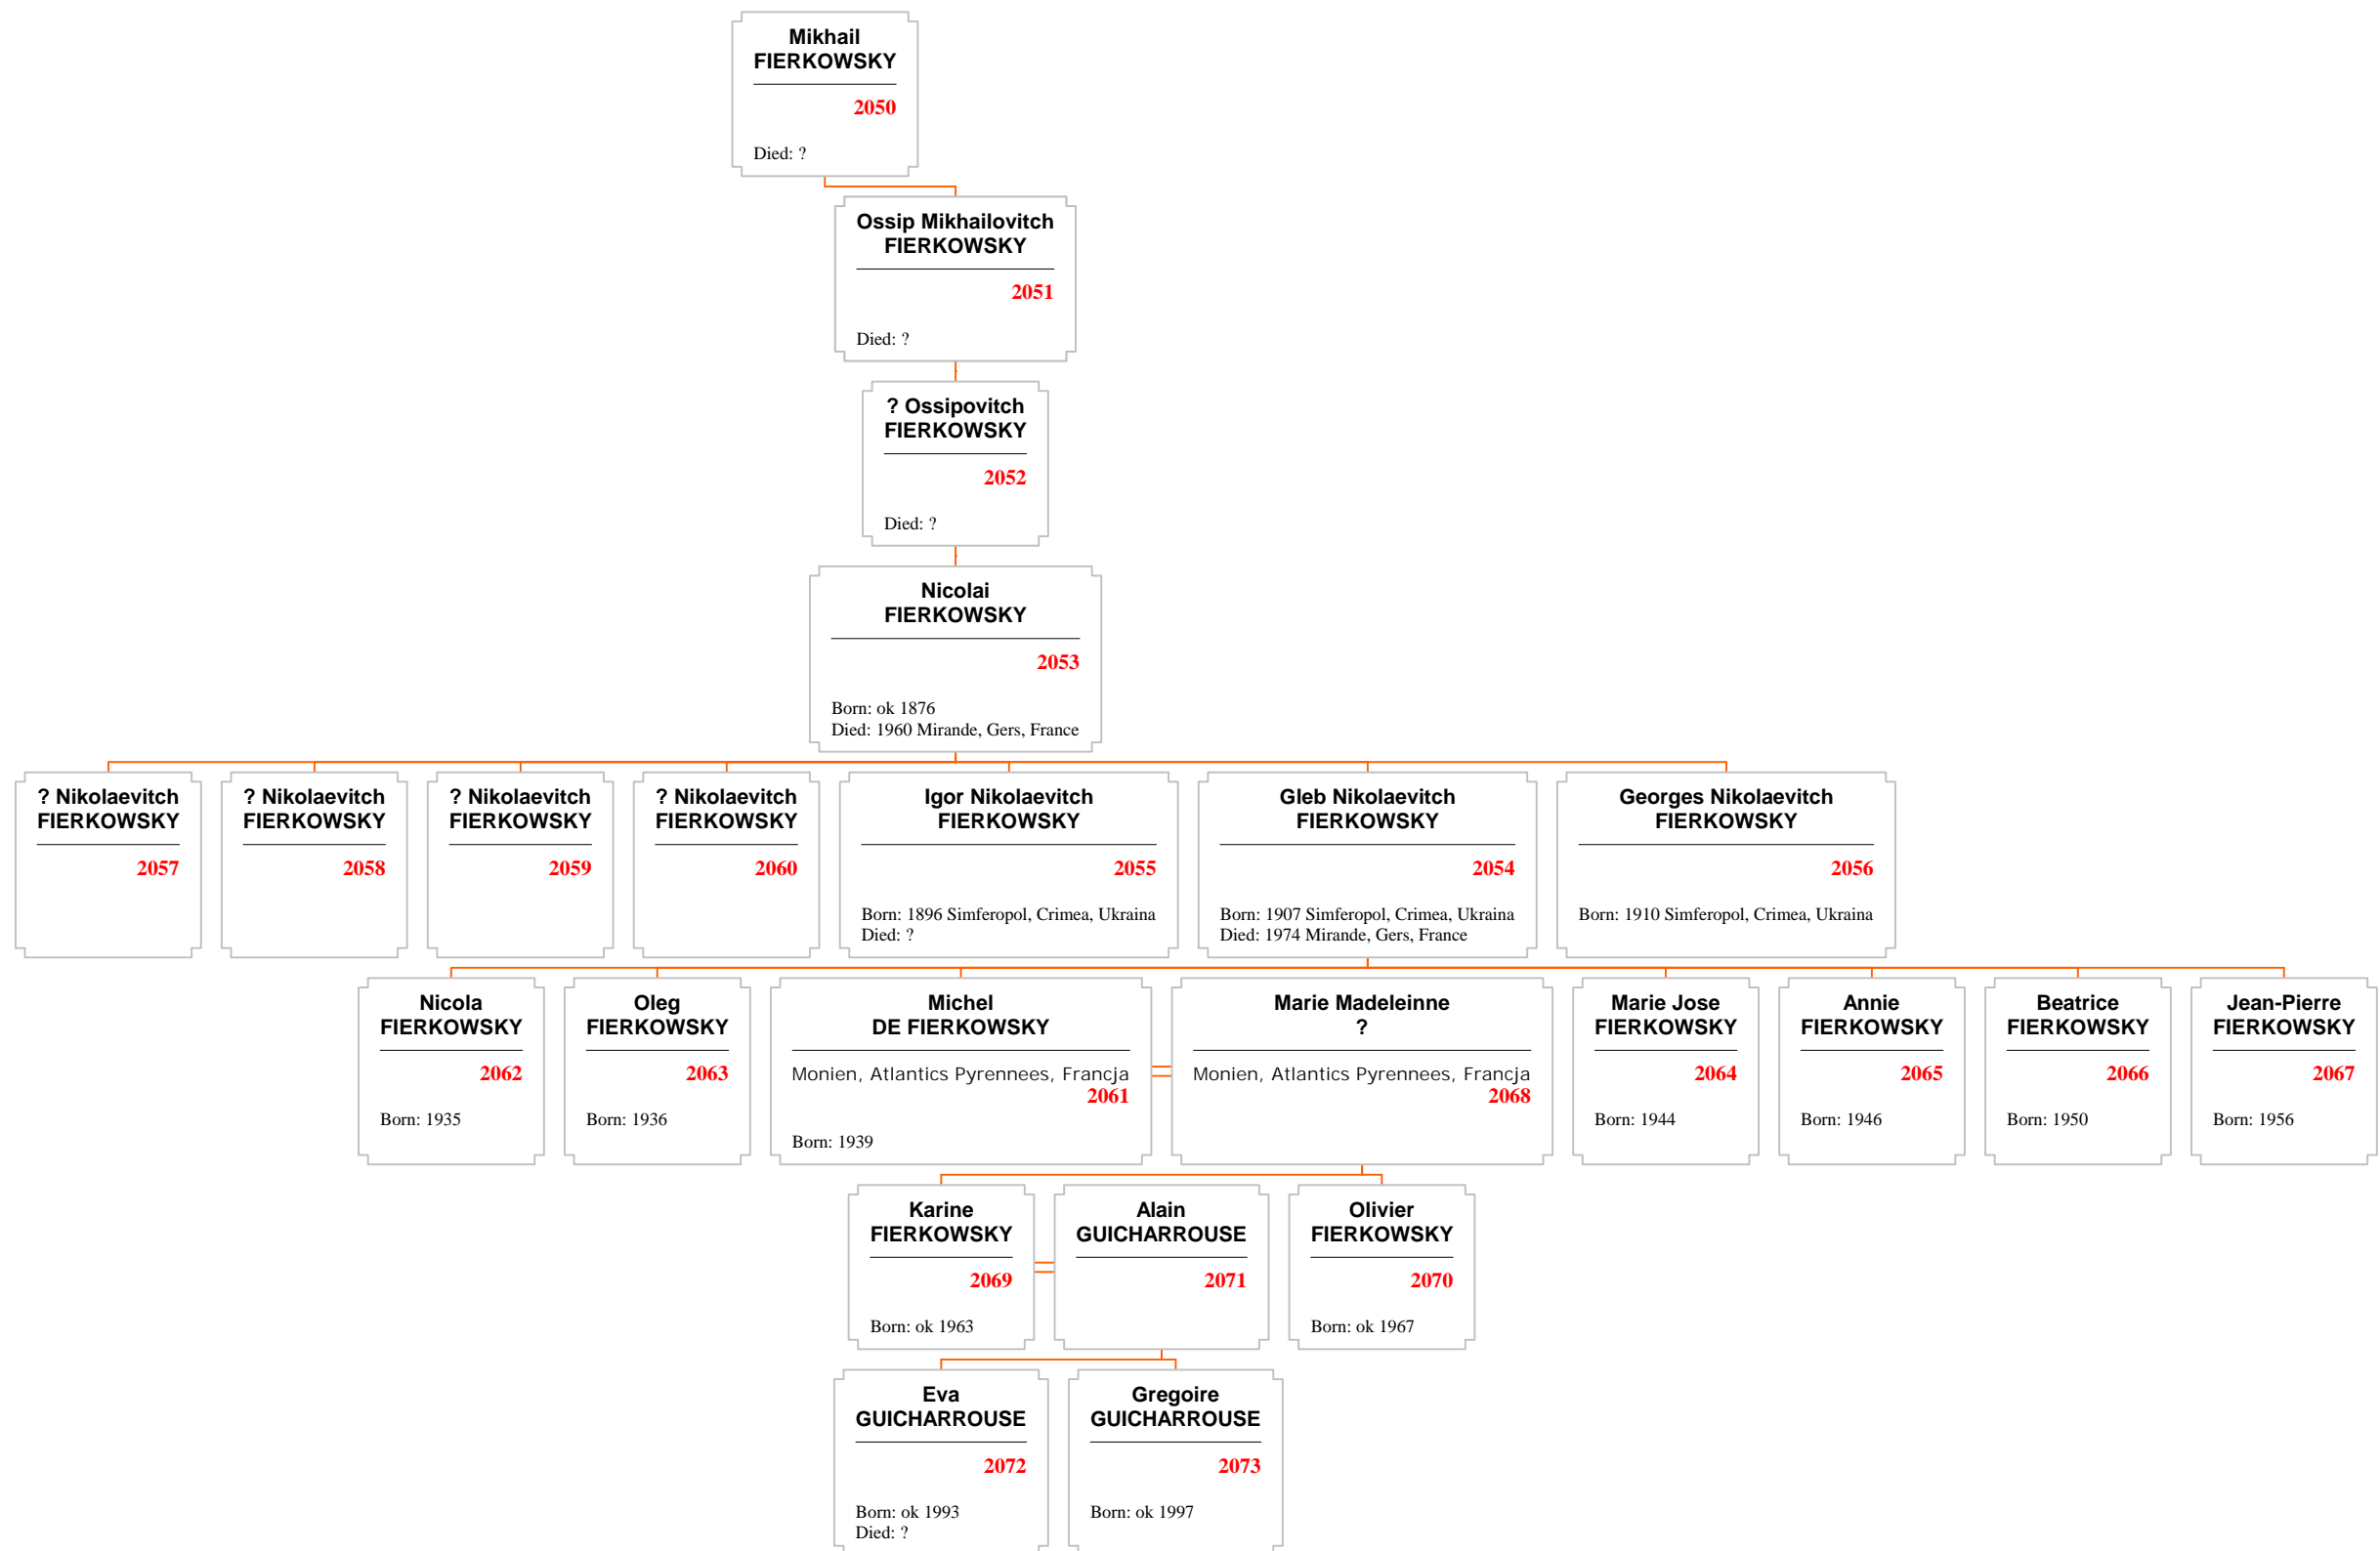 Mikhail
FIERKOWSKY
2050
Died: ?
Ossip Mikhailovitch
FIERKOWSKY
2051
Died: ?
? Ossipovitch
FIERKOWSKY
2052
Died: ?
Nicolai
FIERKOWSKY
2053
Born: ok 1876
Died: 1960 Mirande, Gers, France
? Nikolaevitch
FIERKOWSKY
2057
? Nikolaevitch
FIERKOWSKY
2058
? Nikolaevitch
FIERKOWSKY
2059
? Nikolaevitch
FIERKOWSKY
2060
Igor Nikolaevitch
FIERKOWSKY
2055
Born: 1896 Simferopol, Crimea, Ukraina
Died: ?
Gleb Nikolaevitch
FIERKOWSKY
2054
Born: 1907 Simferopol, Crimea, Ukraina
Died: 1974 Mirande, Gers, France
Georges Nikolaevitch
FIERKOWSKY
2056
Born: 1910 Simferopol, Crimea, Ukraina
Nicola
FIERKOWSKY
2062
Born: 1935
Oleg
FIERKOWSKY
2063
Born: 1936
Michel
DE FIERKOWSKY
Monien, Atlantics Pyrennees, Francja
2061
Born: 1939
Marie Madeleinne
?
Monien, Atlantics Pyrennees, Francja
2068
Marie Jose
FIERKOWSKY
2064
Born: 1944
Annie
FIERKOWSKY
2065
Born: 1946
Beatrice
FIERKOWSKY
2066
Born: 1950
Jean-Pierre
FIERKOWSKY
2067
Born: 1956
Karine
FIERKOWSKY
2069
Born: ok 1963
Alain
GUICHARROUSE
2071
Olivier
FIERKOWSKY
2070
Born: ok 1967
Eva
GUICHARROUSE
2072
Born: ok 1993
Died: ?
Gregoire
GUICHARROUSE
2073
Born: ok 1997